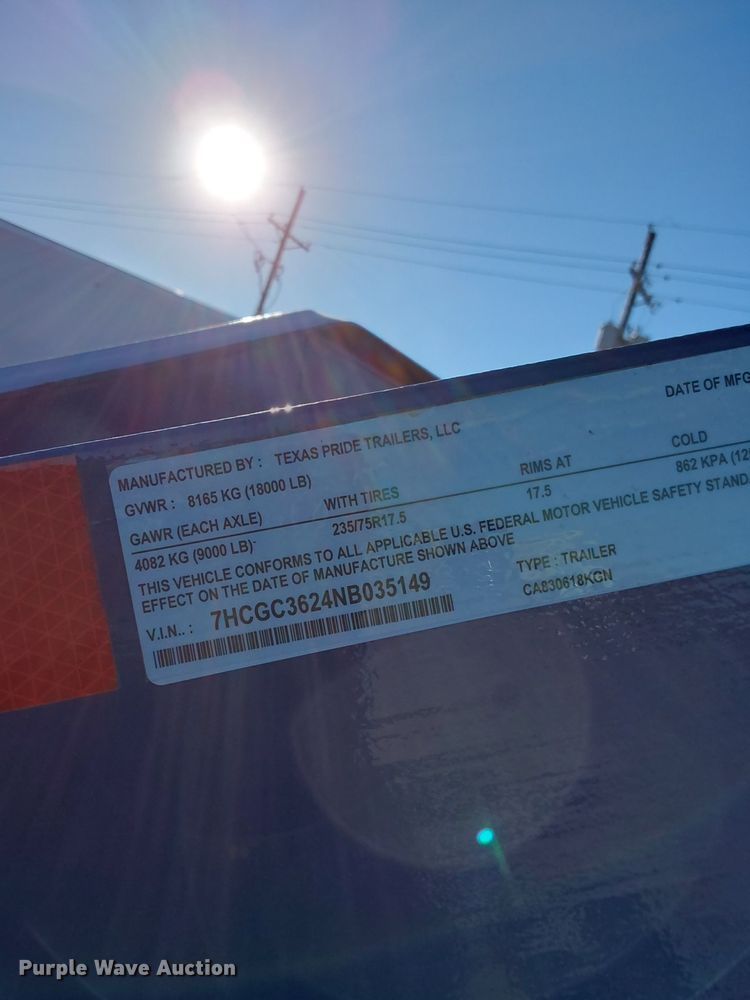 DATE OF MFG
MANUFACTURED BY : TEXAS PRIDE TRAILERS, LLC
GVWR : 8165 KG (18000 LB)
GAWR (EACH AXLE) WITH TIRES RIMS AT COLD
4082 KG (9000 LB) 235/75R17.5 17.5 862 KPA (12
THIS VEHICLE CONFORMS TO ALL APPLICABLE U.S. FEDERAL MOTOR VEHICLE SAFETY STAND
EFFECT ON THE DATE OF MANUFACTURE SHOWN ABOVE
V.I.N.. : 7HCGC3624NB035149 TYPE : TRAILER
CA830618KGN
Purple Wave Auction